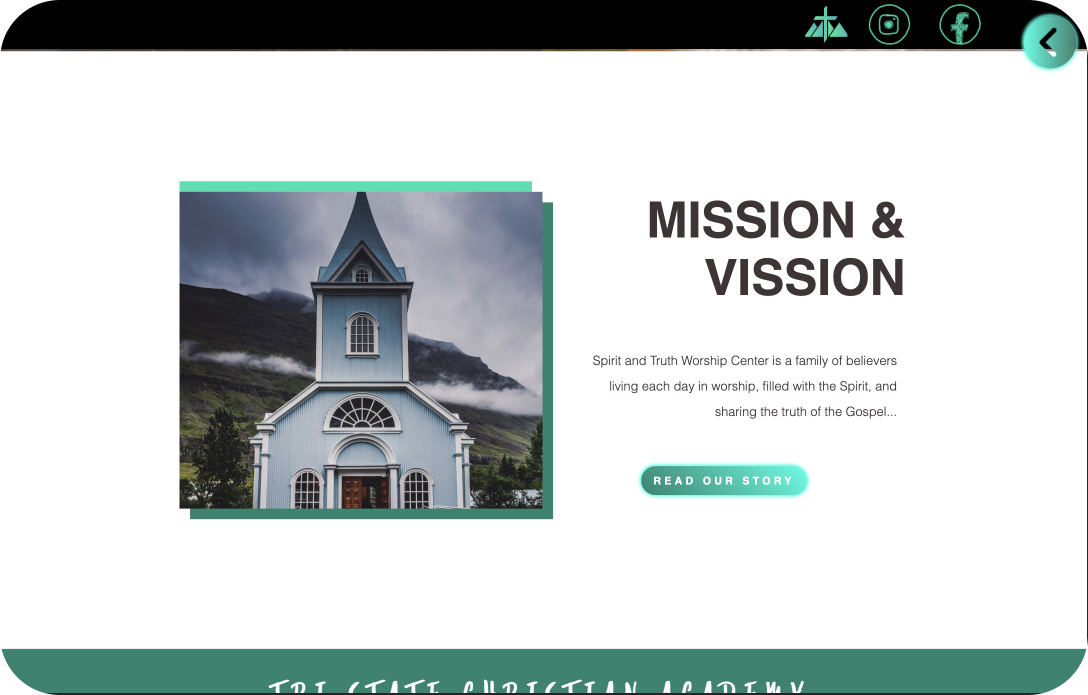 MISSION &
VISSION
Spirit and Truth Worship Center is a family of believers
living each day in worship, filled with the Spirit, and
sharing the truth of the Gospel...
READ OUR STORY
TRI STATE CHRISTIAN ACADEMY